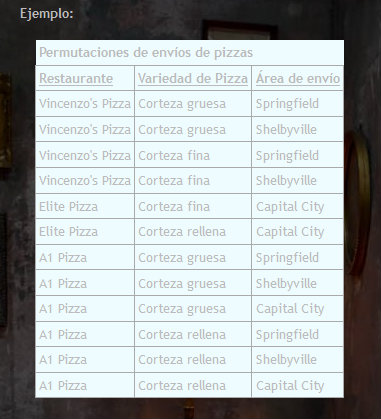 Ejemplo:
Permutaciones de envíos de pizzas
Restaurante Variedad de Pizza Área de envío
Vincenzo's Pizza Corteza gruesa Springfield
Vincenzo's Pizza Corteza gruesa Shelbyville
Vincenzo's Pizza Corteza fina Springfield
Vincenzo's Pizza Corteza fina Shelbyville
Elite Pizza Corteza fina Capital City
Elite Pizza Corteza rellena Capital City
A1 Pizza Corteza gruesa Springfield
A1 Pizza Corteza gruesa Shelbyville
A1 Pizza Corteza gruesa Capital City
A1 Pizza Corteza rellena Springfield
A1 Pizza Corteza rellena Shelbyville
A1 Pizza Corteza rellena Capital City